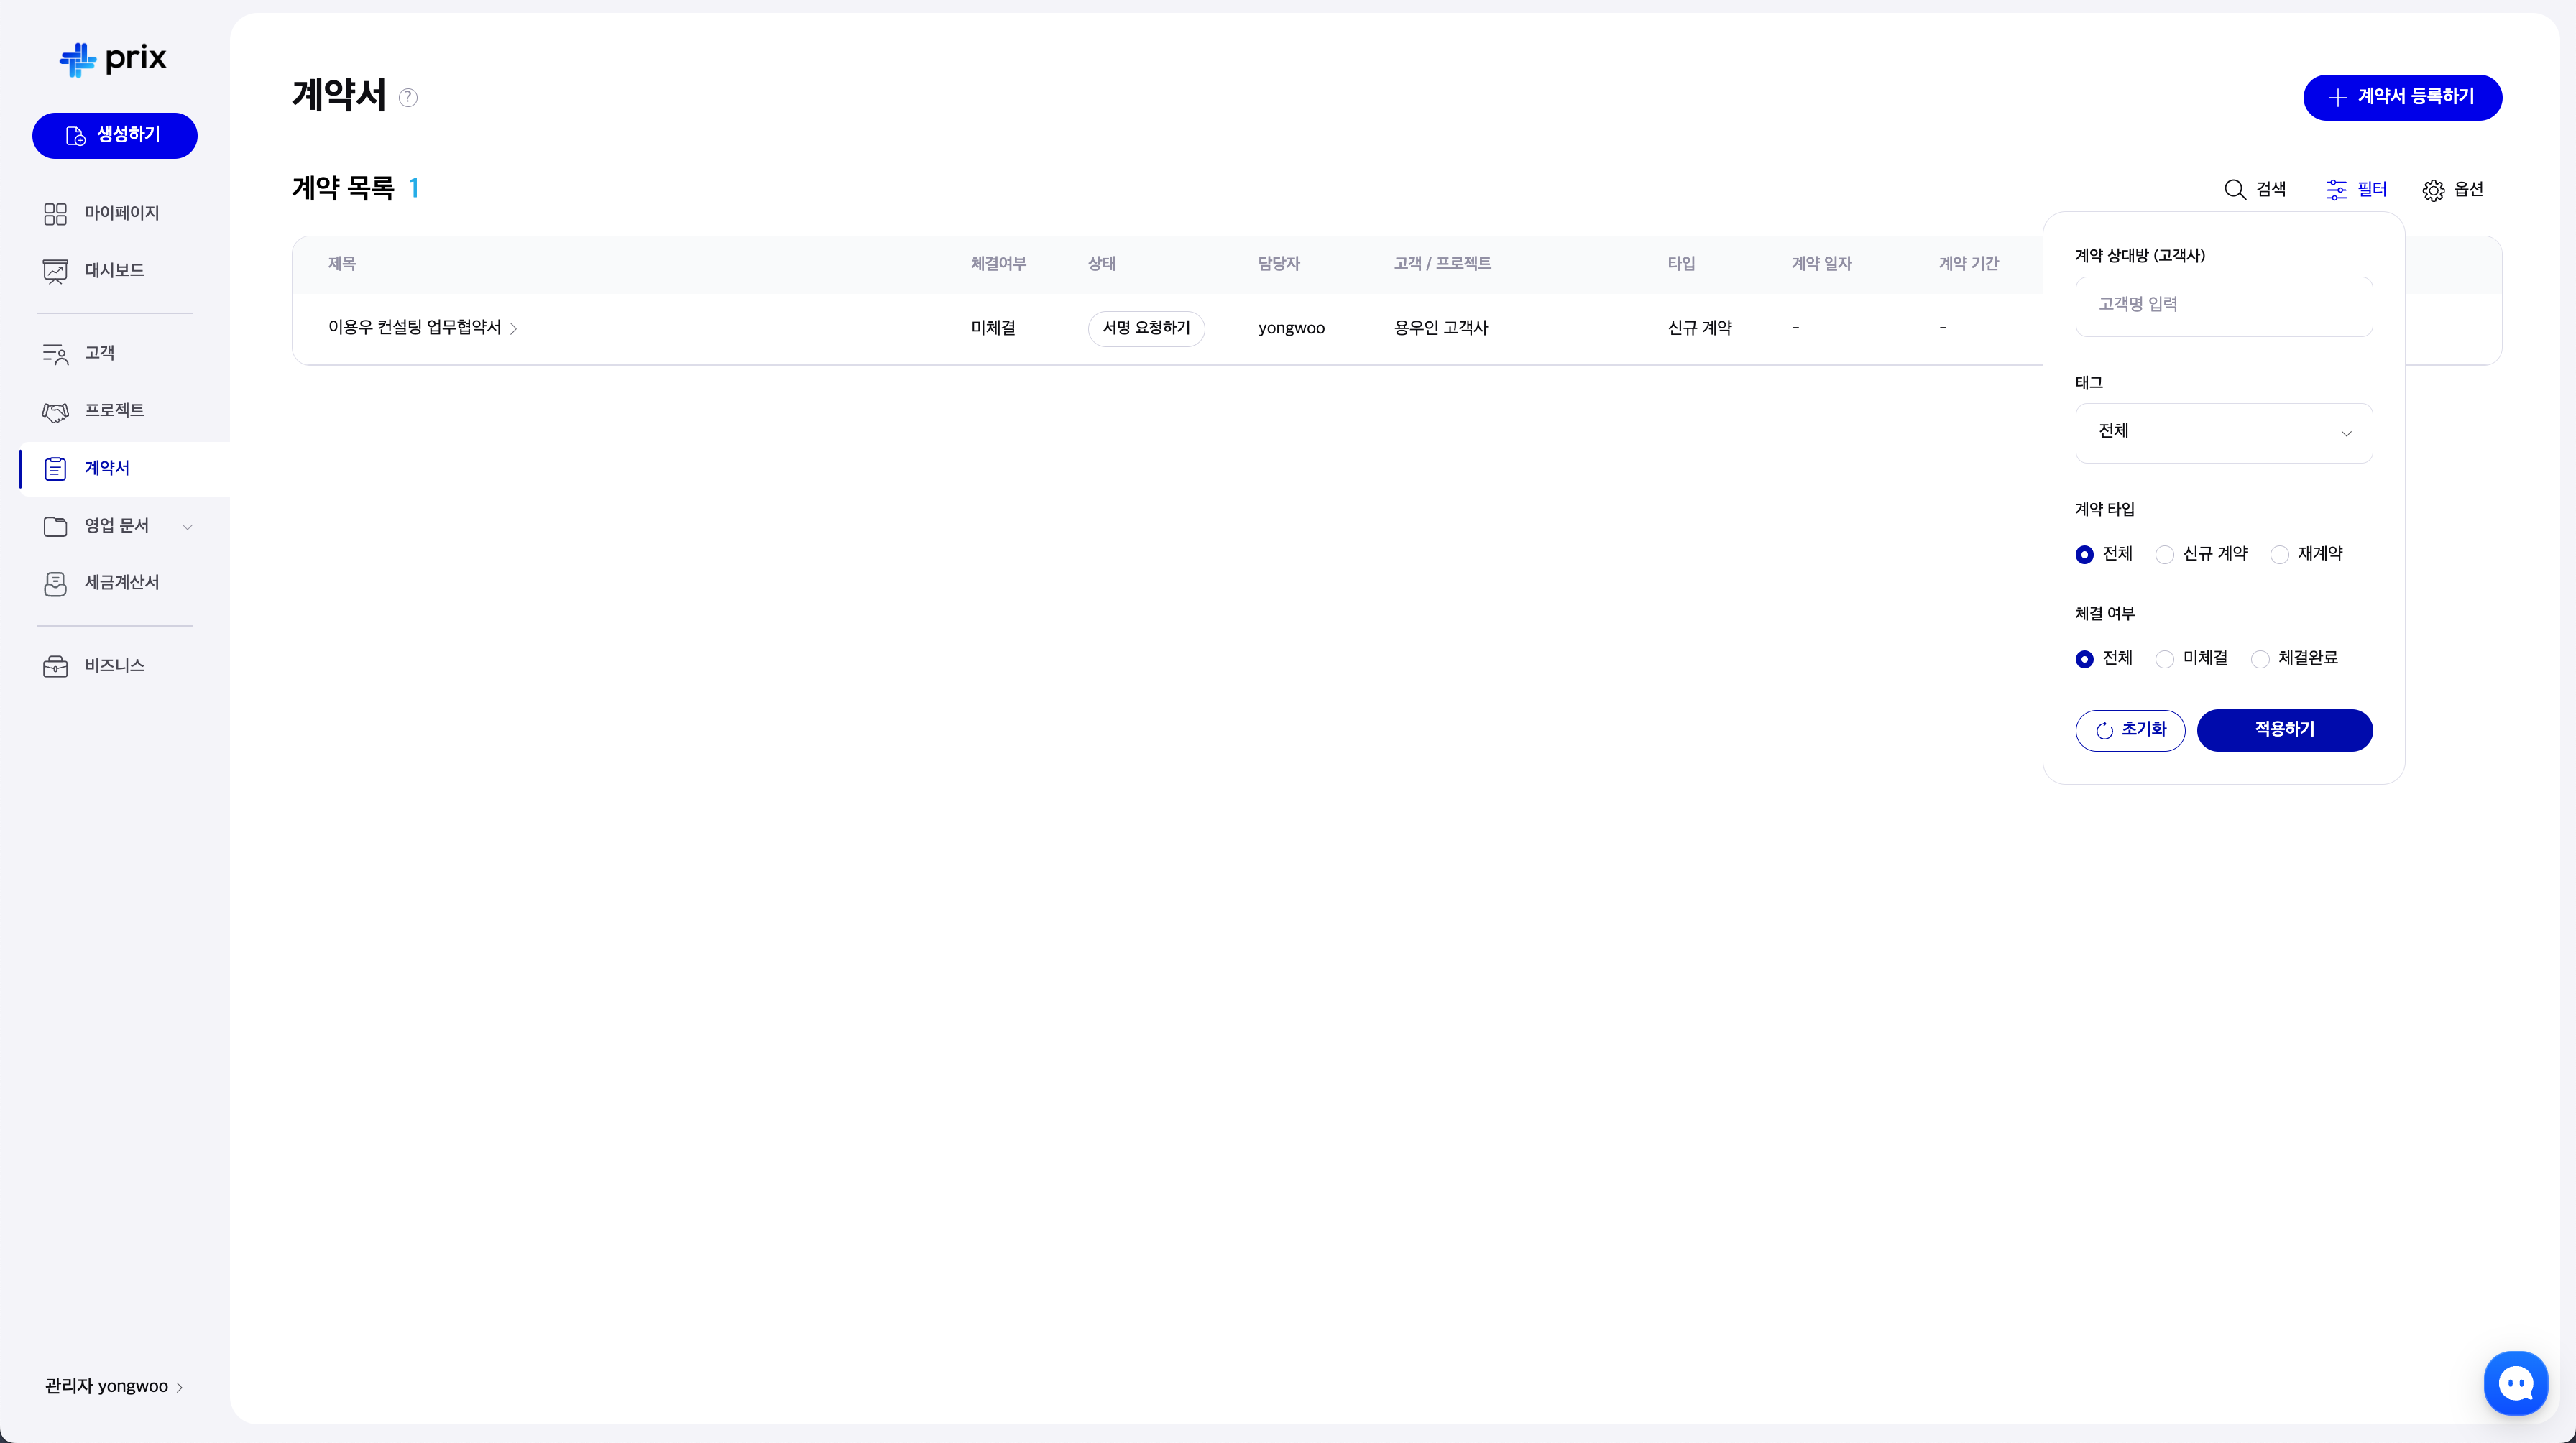 prix
생성하기
마이페이지
대시보드
고객
프로젝트
계약서
영업 문서
세금계산서
비즈니스
관리자 yongwoo
계약서 ?
계약서 등록하기
계약 목록 1
검색 필터 옵션
제목 체결여부 상태 담당자 고객 / 프로젝트 타입 계약 일자 계약 기간
이용우 컨설팅 업무협약서 미체결 서명 요청하기 yongwoo 용우인 고객사 신규 계약 - -
계약 상대방 (고객사)
고객명 입력
태그
전체
계약 타입
전체 신규 계약 재계약
체결 여부
전체 미체결 체결완료
초기화 적용하기